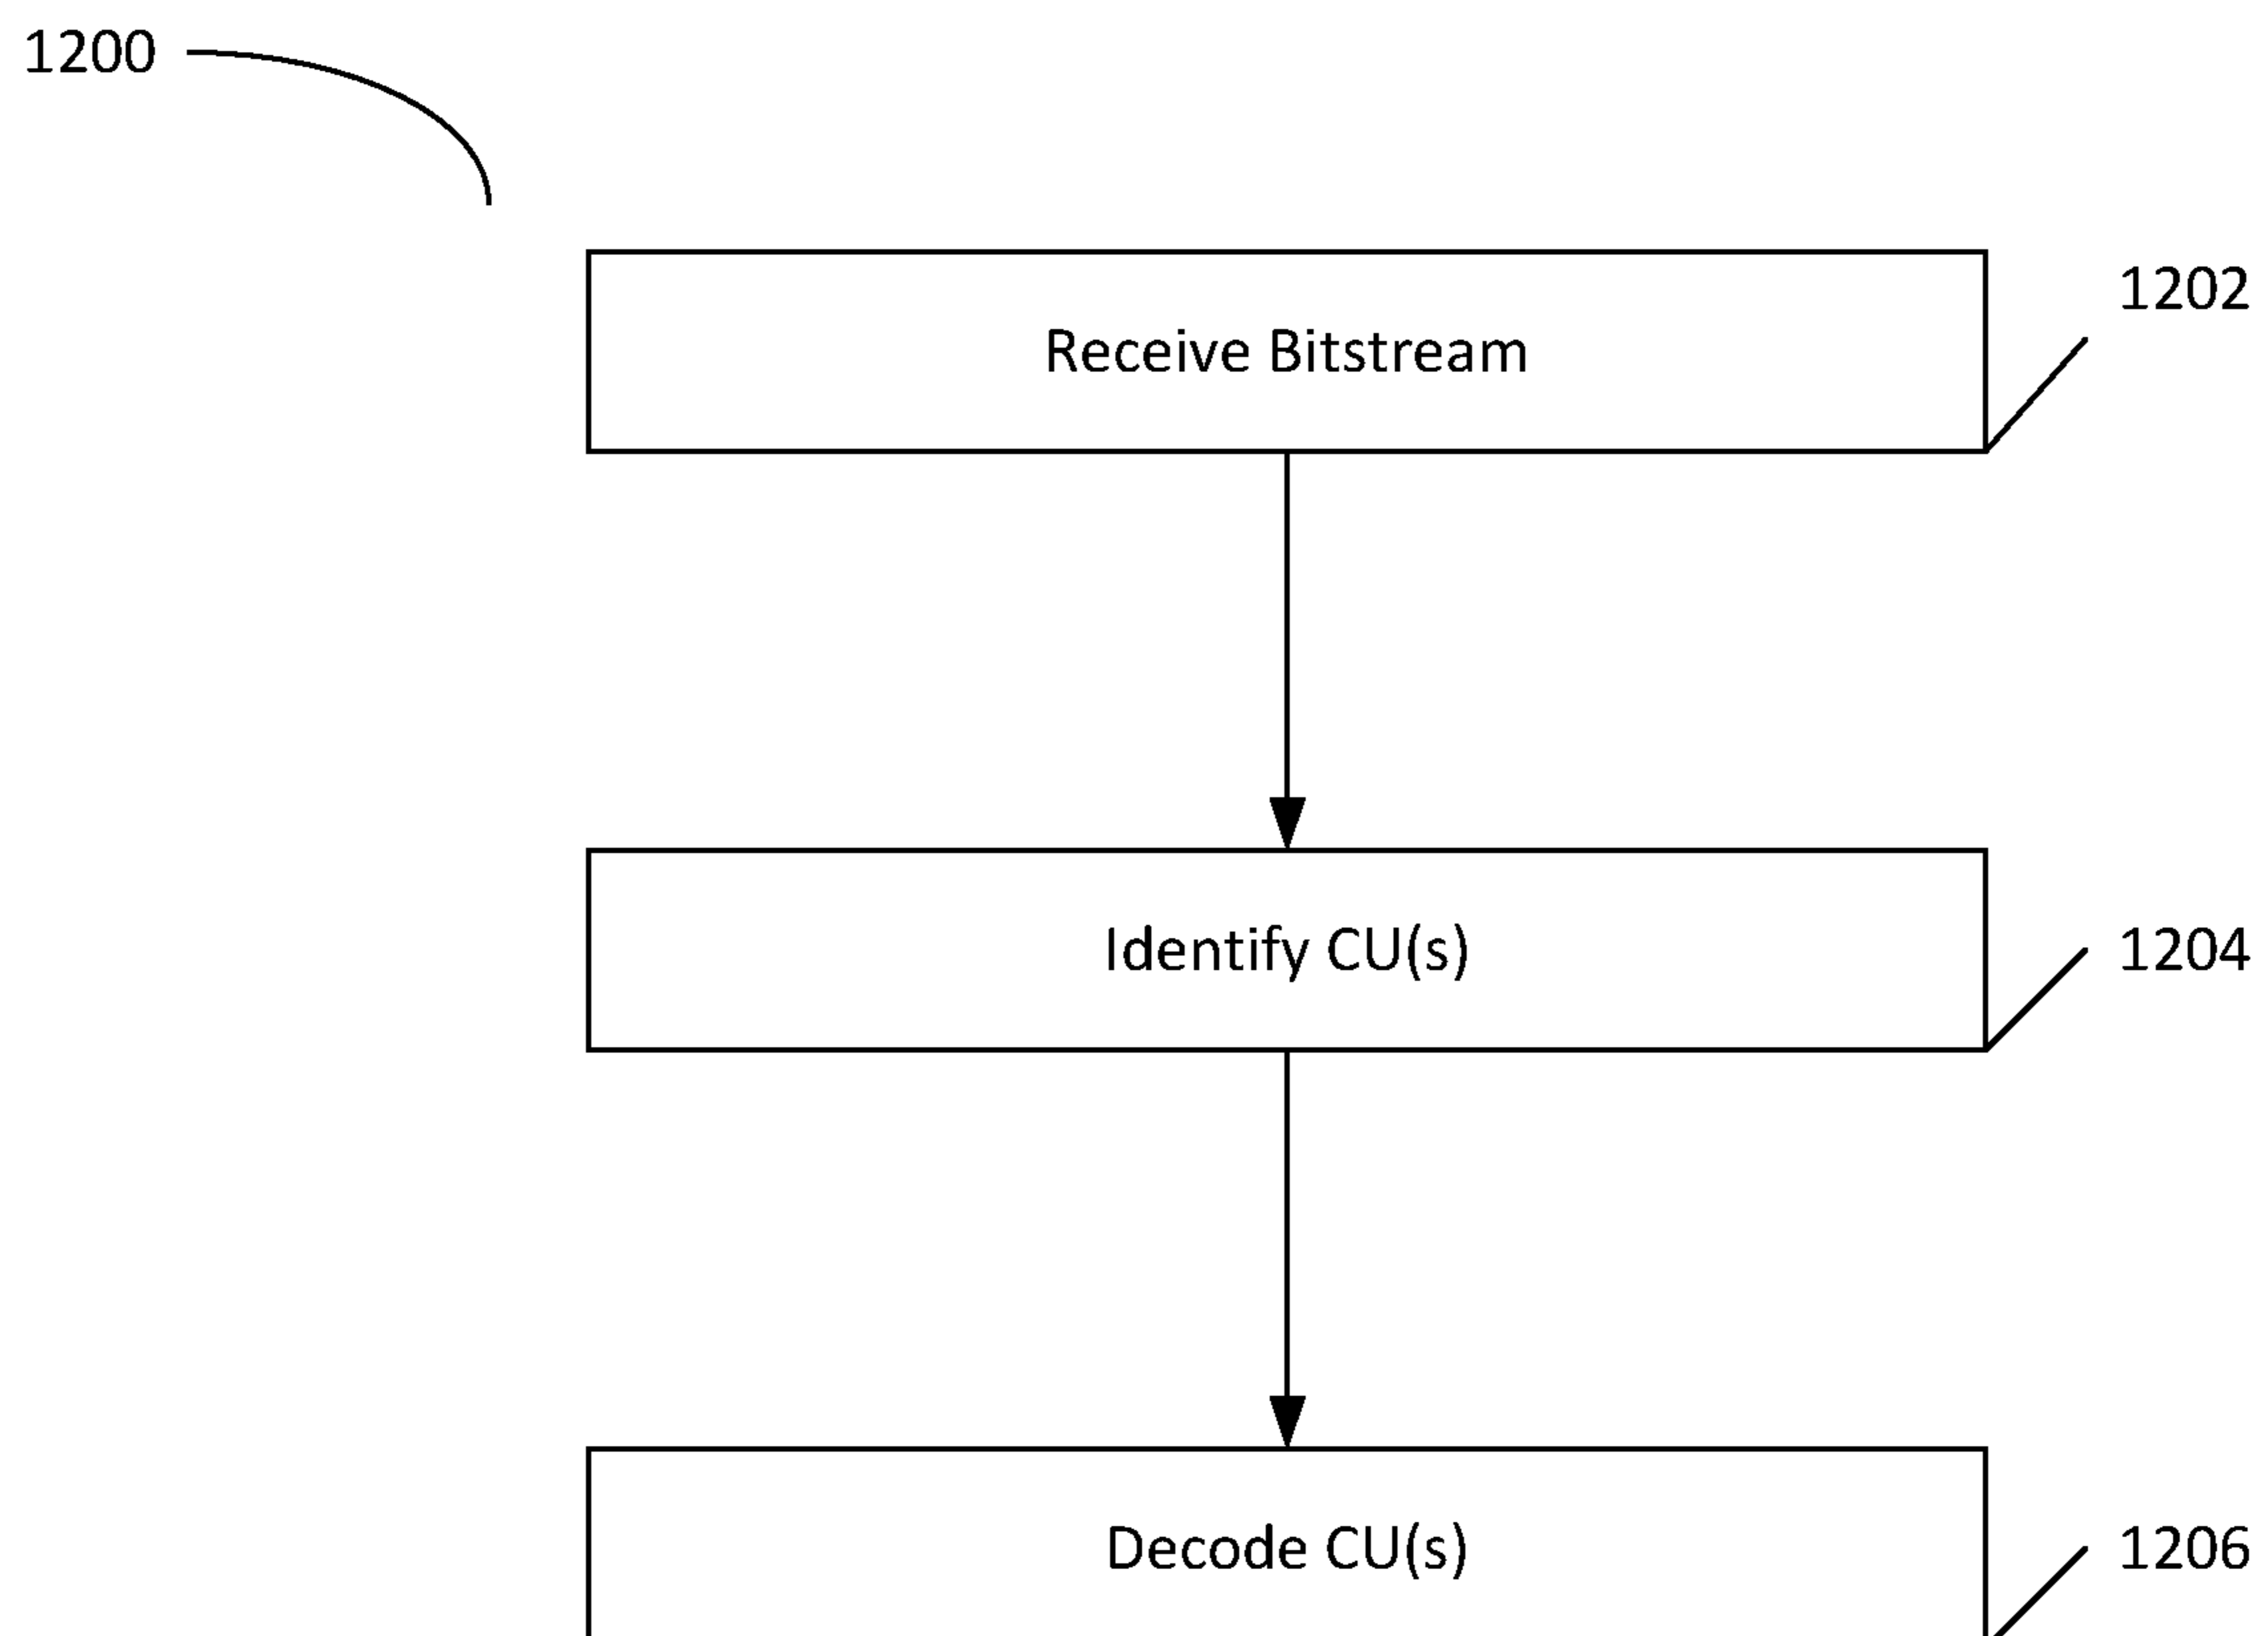 1200
1202
Receive Bitstream
Identify CU(s)
1204
Decode CU(s)
1206